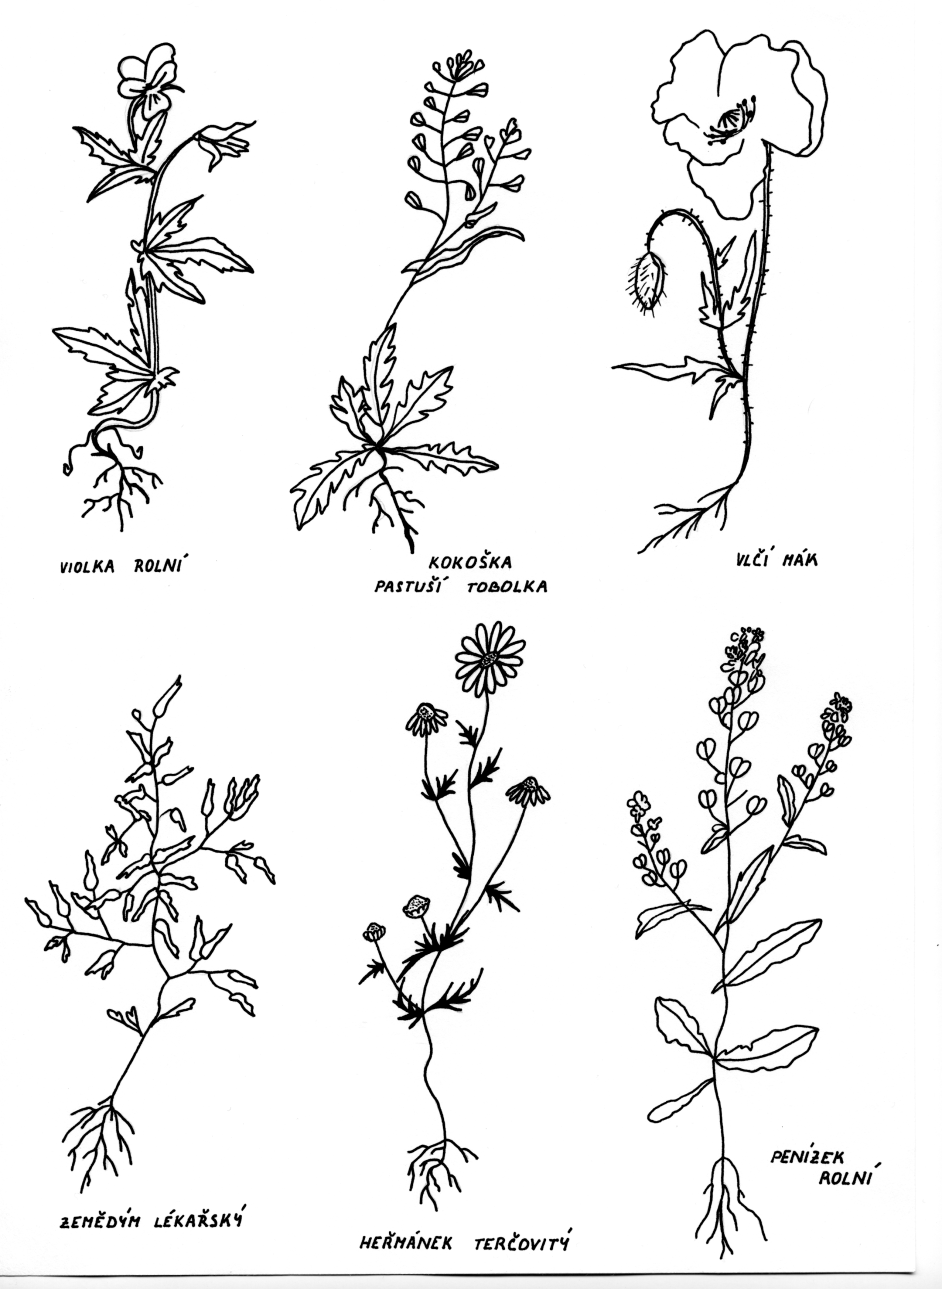 VIOLKA ROLNÍ
KOKOŠKA
PASTUŠÍ TOBOLKA
VLČÍ MÁK
ZEMĚDÝM LÉKAŘSKÝ
HEŘMÁNEK TERČOVITÝ
PENÍZEK
ROLNÍ